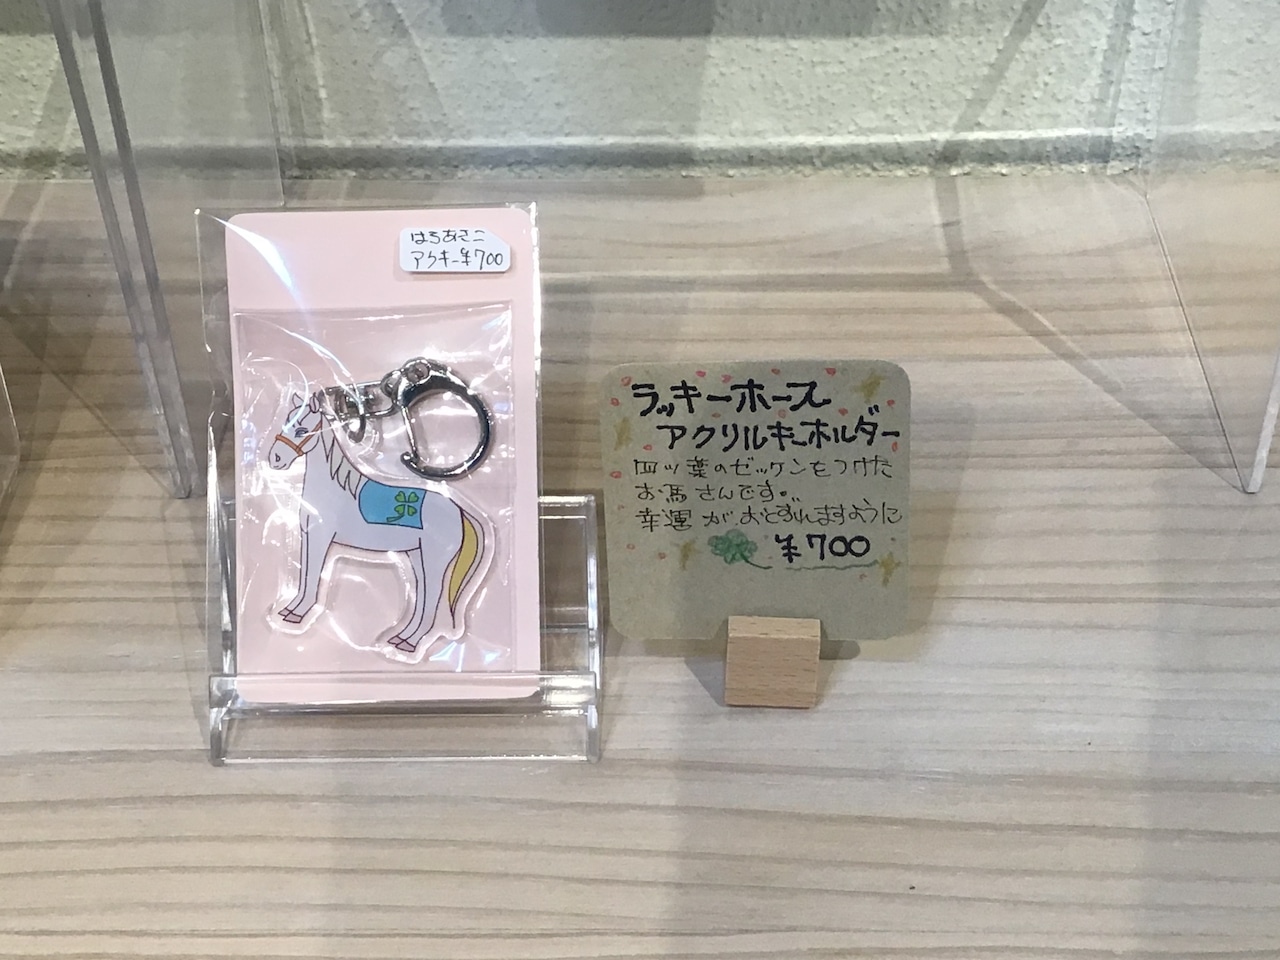 はらあさこ
アクキー¥700
ラッキーホース
アクリルキーホルダー
四ツ葉のゼッケンをつけた
お馬さんです。
幸運がおとずれますように
¥700